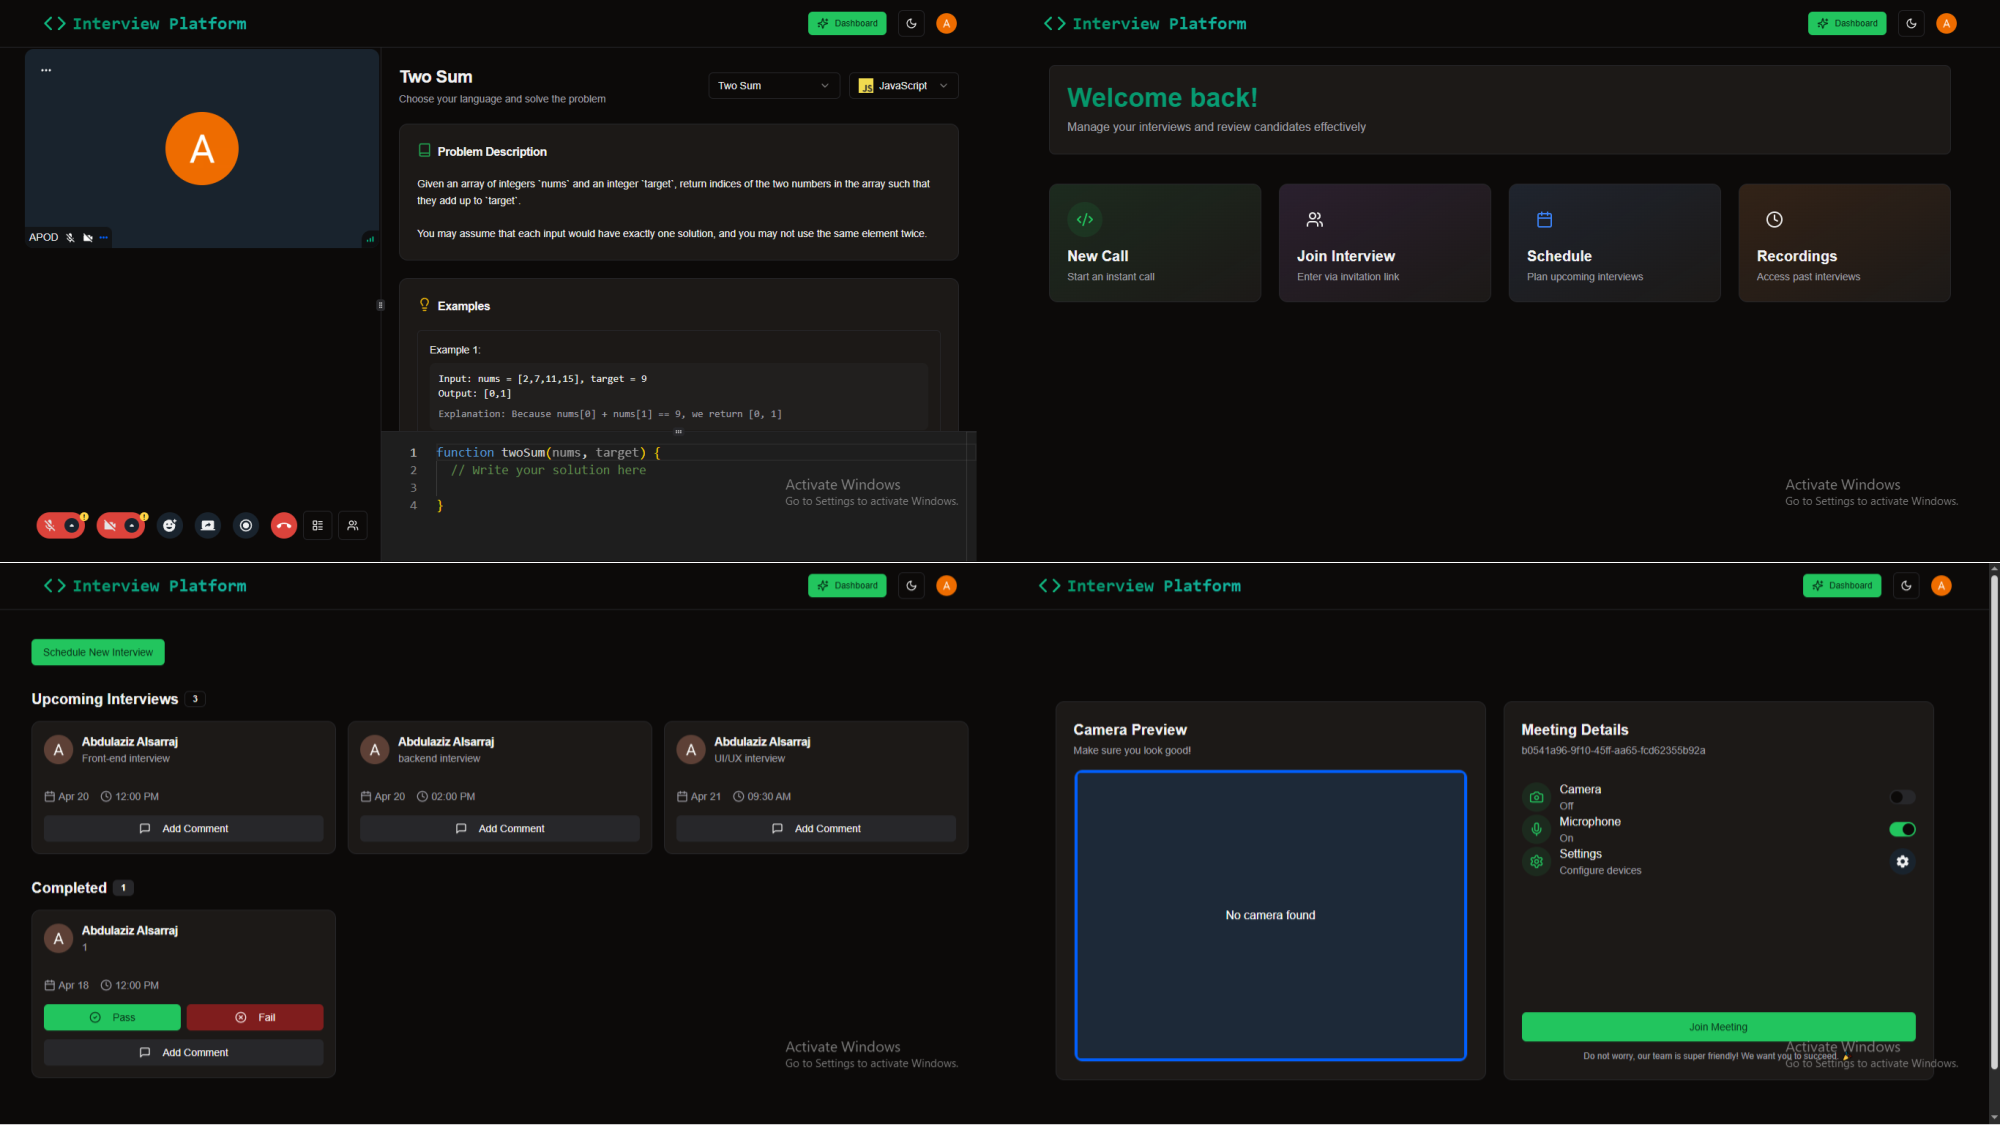 Interview Platform
Dashboard
A
A
APOD
Two Sum
Choose your language and solve the problem
Two Sum
JS JavaScript
Problem Description
Given an array of integers `nums` and an integer `target`, return indices of the two numbers in the array such that
they add up to `target`.
You may assume that each input would have exactly one solution, and you may not use the same element twice.
Examples
Example 1:
Input: nums = [2,7,11,15], target = 9
Output: [0,1]
Explanation: Because nums[0] + nums[1] == 9, we return [0, 1]
1 function twoSum(nums, target) {
2 // Write your solution here
3
4 }
Activate Windows
Go to Settings to activate Windows.
Interview Platform
Dashboard
A
Welcome back!
Manage your interviews and review candidates effectively
New Call
Start an instant call
Join Interview
Enter via invitation link
Schedule
Plan upcoming interviews
Recordings
Access past interviews
Activate Windows
Go to Settings to activate Windows.
Interview Platform
Dashboard
A
Schedule New Interview
Upcoming Interviews 3
A
Abdulaziz Alsarraj
Front-end interview
Apr 20 12:00 PM
Add Comment
A
Abdulaziz Alsarraj
backend interview
Apr 20 02:00 PM
Add Comment
A
Abdulaziz Alsarraj
UI/UX interview
Apr 21 09:30 AM
Add Comment
Completed 1
A
Abdulaziz Alsarraj
1
Apr 18 12:00 PM
Pass
Fail
Add Comment
Activate Windows
Go to Settings to activate Windows.
Interview Platform
Dashboard
A
Camera Preview
Make sure you look good!
No camera found
Meeting Details
b0541a96-9f10-45ff-aa65-fcd62355b92a
Camera
Off
Microphone
On
Settings
Configure devices
Join Meeting
Do not worry, our team is super friendly! We want you to succeed.
Activate Windows
Go to Settings to activate Windows.